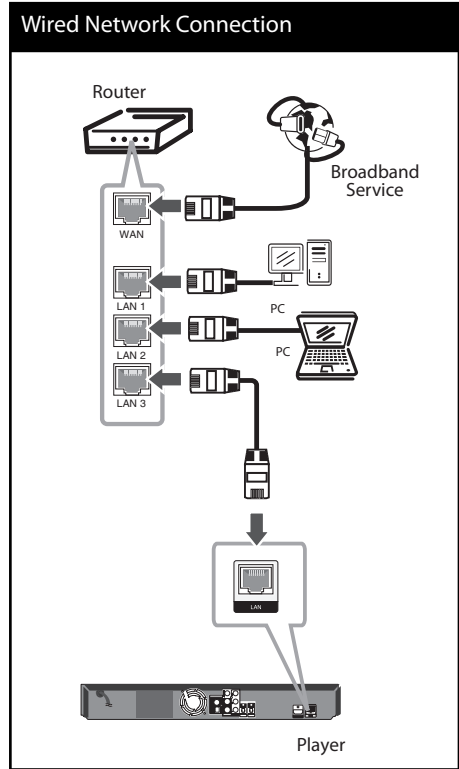 Wired Network Connection
Router
Broadband
Service
WAN
LAN 1
PC
LAN 2
PC
LAN 3
LAN
Player